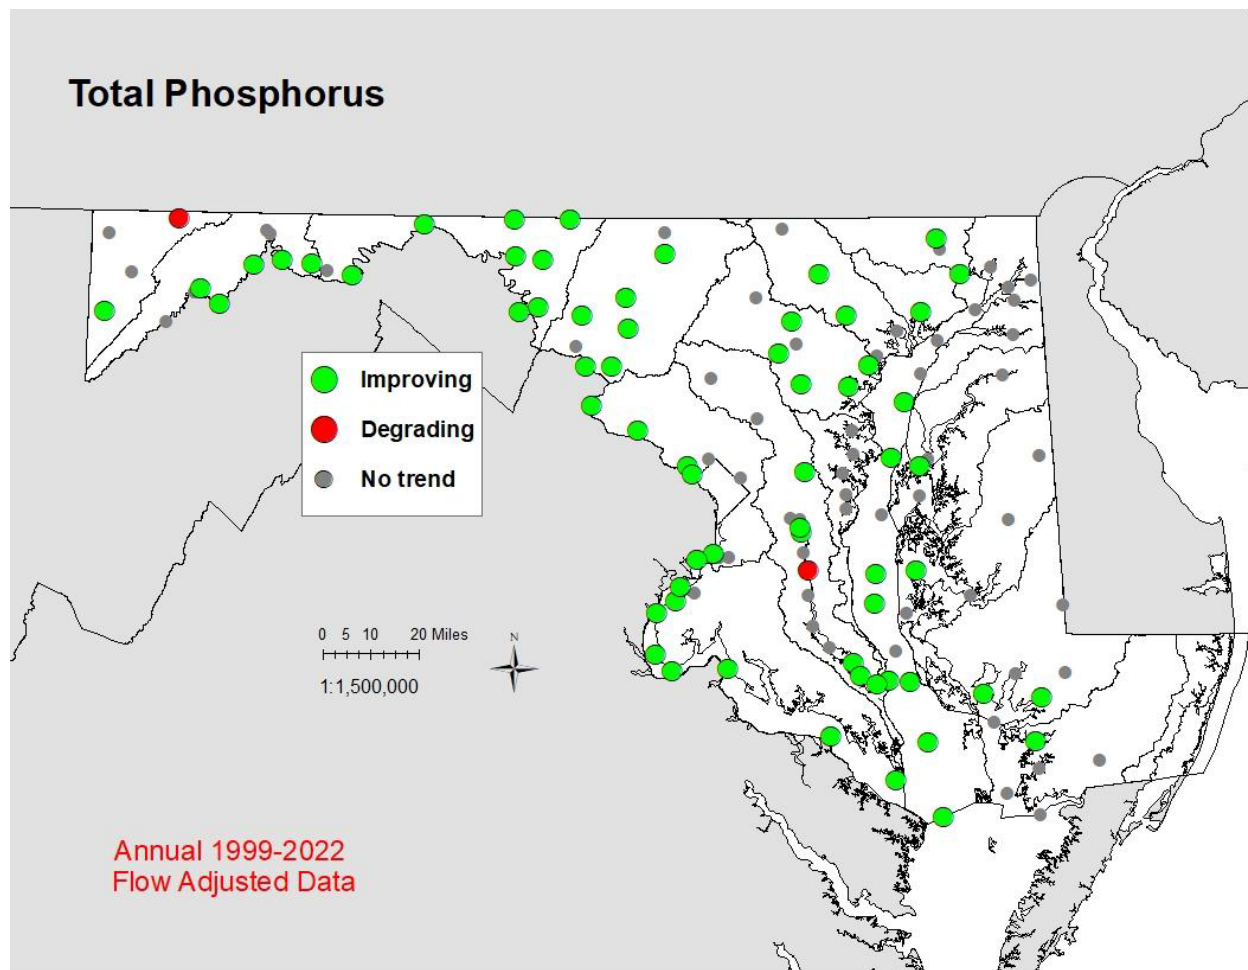 Total Phosphorus
Improving
Degrading
No trend
0 5 10 20 Miles
1:1,500,000
N
Annual 1999-2022
Flow Adjusted Data